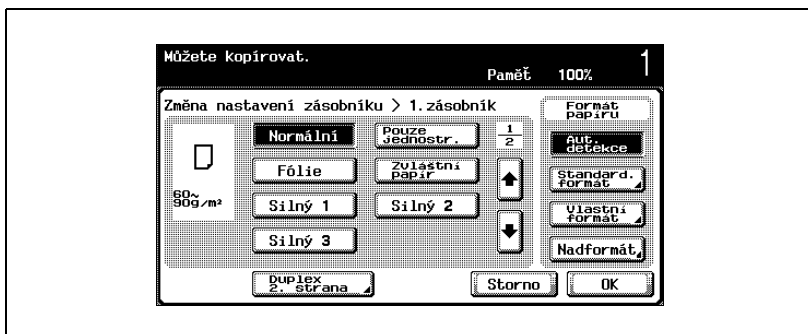 Můžete kopírovat.
Paměť 100% 1
Změna nastavení zásobníku > 1.zásobník
Normální
Pouze
jednostr.
1
2
Fólie
Zvláštní
papír
60~
90g/m²
Silný 1
Silný 2
Silný 3
Duplex
2. strana
Formát
papíru
Aut.
detekce
Standard.
formát
Vlastní
formát
Nadformát
Storno
OK